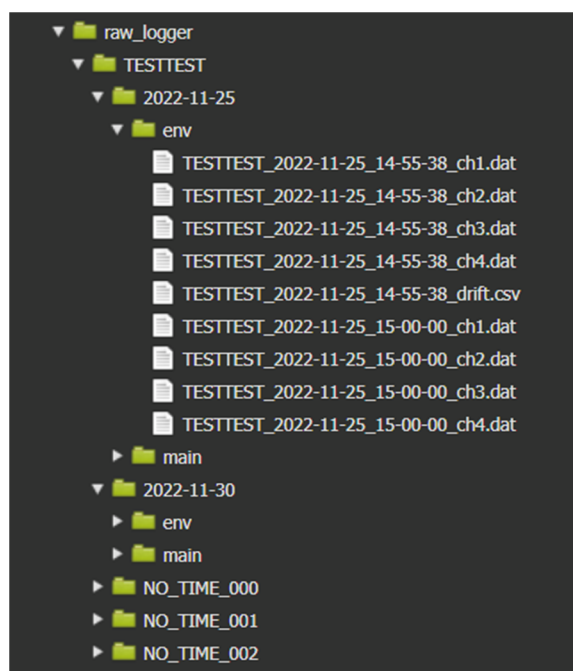 raw_logger
TESTTEST
2022-11-25
env
TESTTEST_2022-11-25_14-55-38_ch1.dat
TESTTEST_2022-11-25_14-55-38_ch2.dat
TESTTEST_2022-11-25_14-55-38_ch3.dat
TESTTEST_2022-11-25_14-55-38_ch4.dat
TESTTEST_2022-11-25_14-55-38_drift.csv
TESTTEST_2022-11-25_15-00-00_ch1.dat
TESTTEST_2022-11-25_15-00-00_ch2.dat
TESTTEST_2022-11-25_15-00-00_ch3.dat
TESTTEST_2022-11-25_15-00-00_ch4.dat
main
2022-11-30
env
main
NO_TIME_000
NO_TIME_001
NO_TIME_002